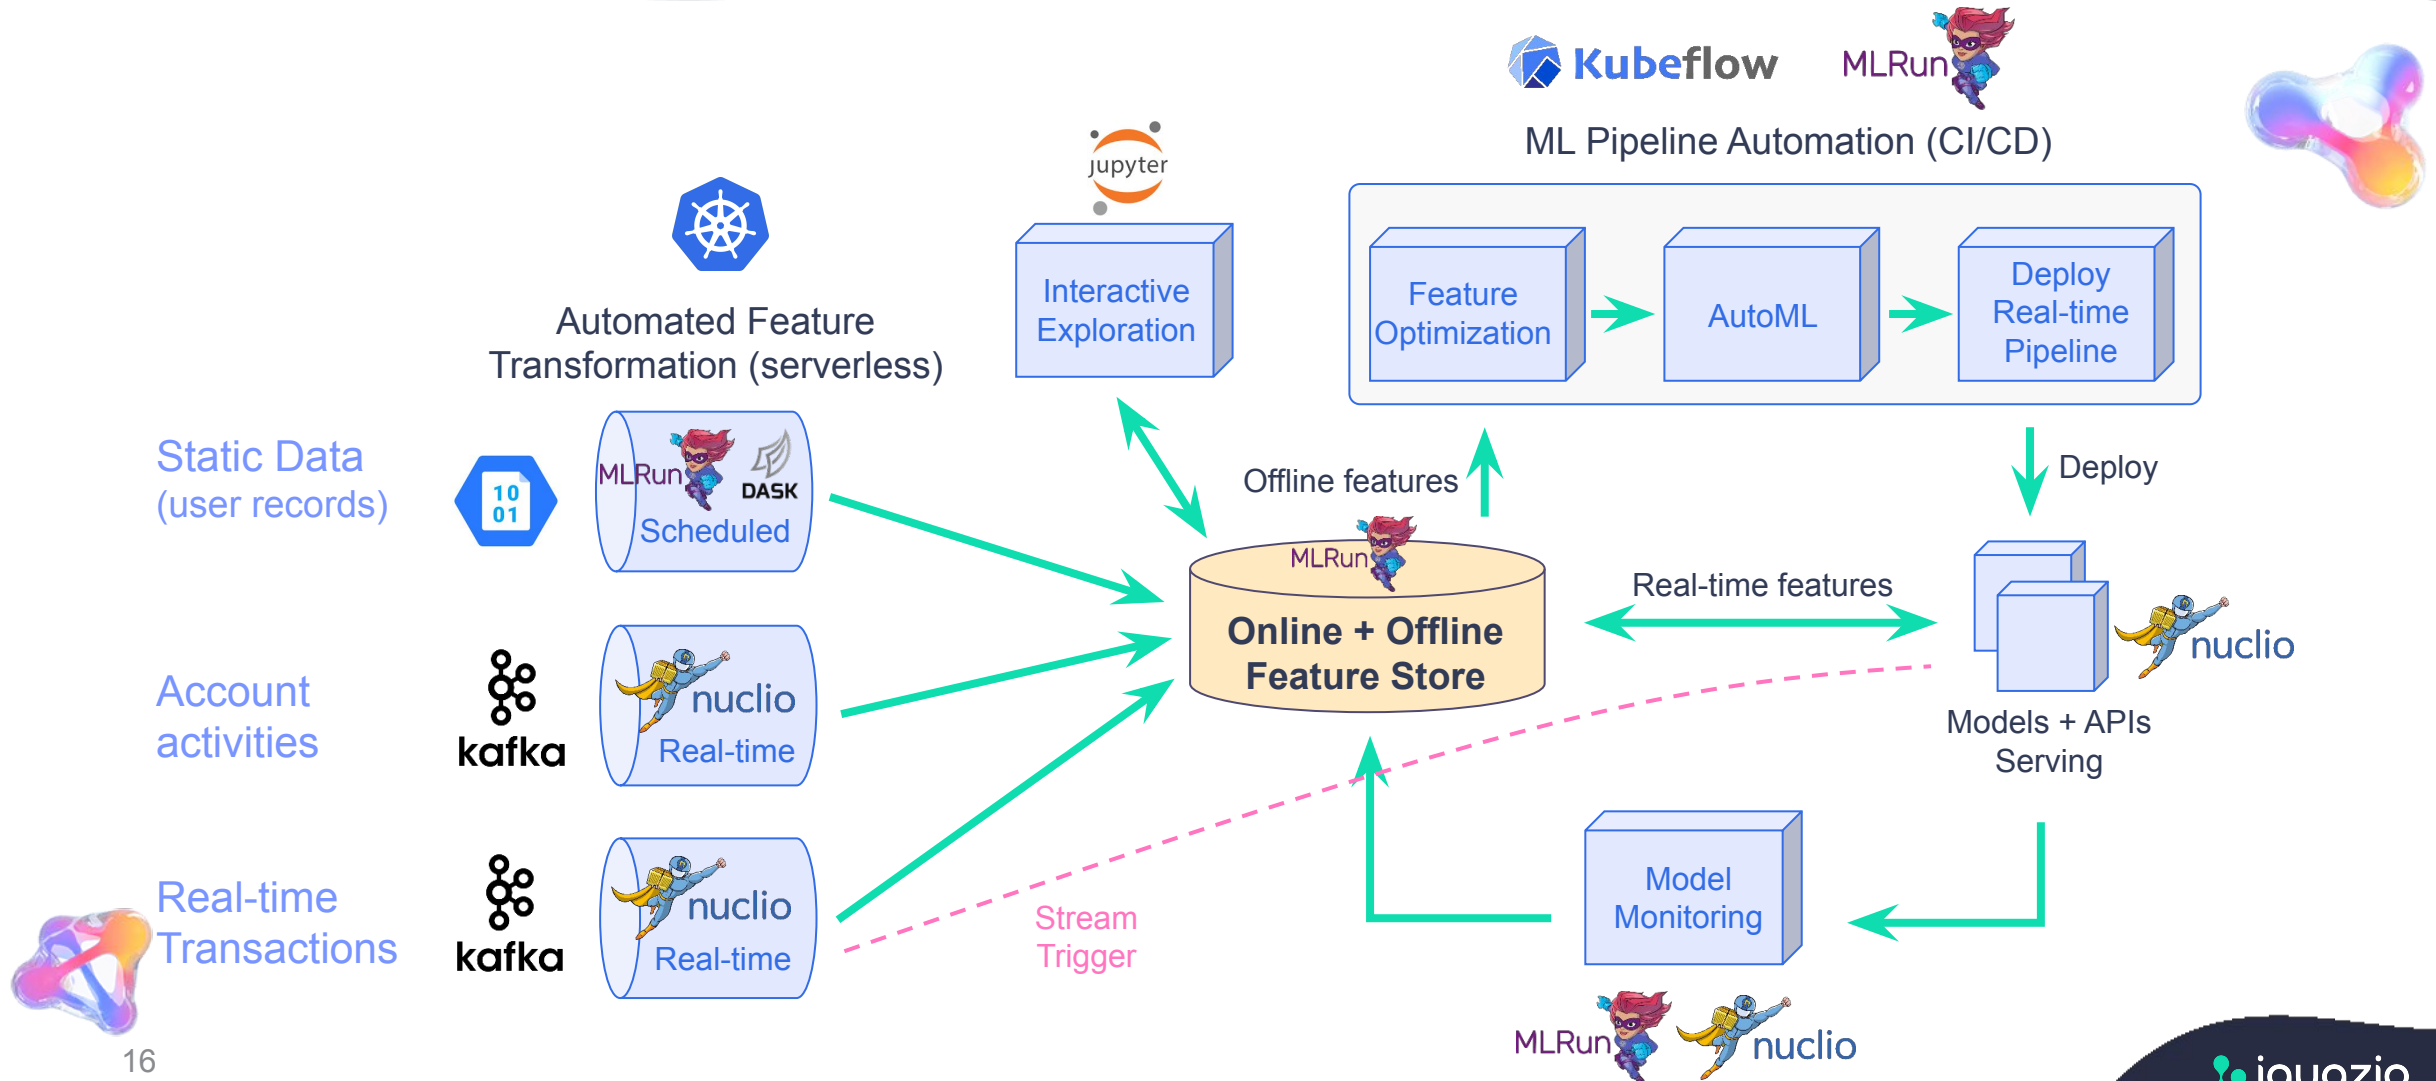 Kubeflow
MLRun
ML Pipeline Automation (CI/CD)
jupyter
Automated Feature
Transformation (serverless)
Interactive
Exploration
Feature
Optimization
AutoML
Deploy
Real-time
Pipeline
Static Data
(user records)
10
01
MLRun
DASK
Scheduled
Offline features
Deploy
MLRun
Online + Offline
Feature Store
Real-time features
nuclio
Models + APIs
Serving
Account
activities
kafka
nuclio
Real-time
Real-time
Transactions
kafka
nuclio
Real-time
Stream
Trigger
Model
Monitoring
MLRun
nuclio
16
iguazio